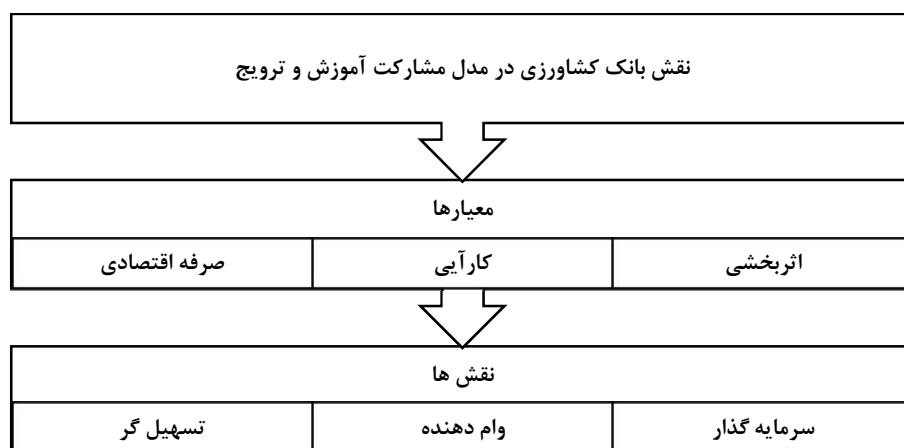 نقش بانک کشاورزی در مدل مشارکت آموزش و ترویج
معیارها
اثربخشی
کارآیی
صرفه اقتصادی
نقش ها
سرمایه گذار
وام دهنده
تسهیل گر